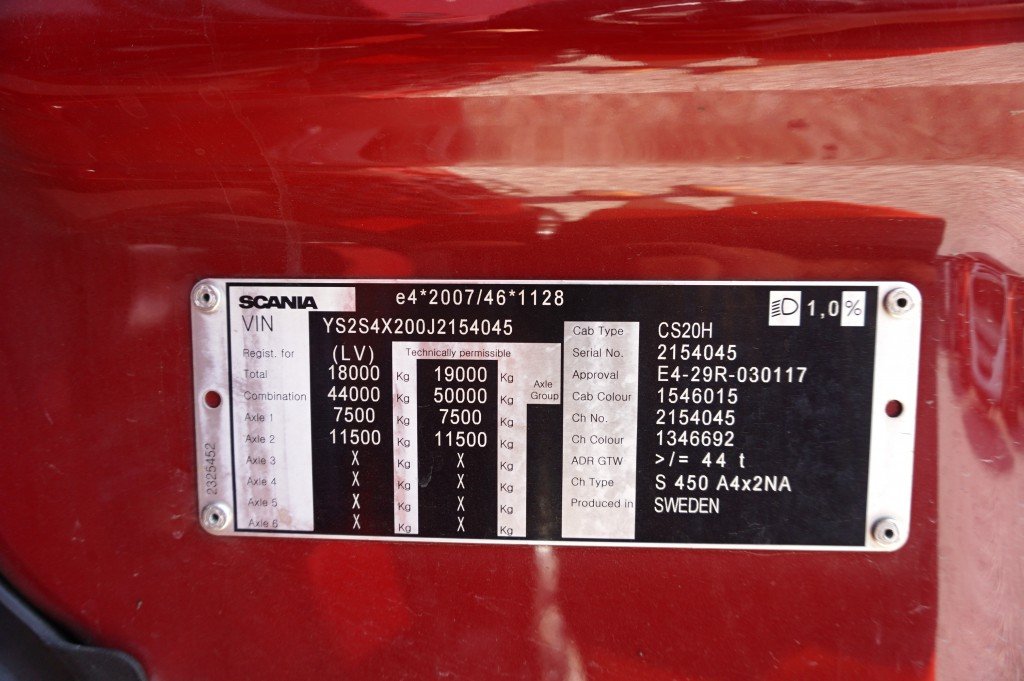 SCANIA e4*2007/46*1128 1,0 %
VIN YS2S4X200J2154045
Regist. for (LV) Technically permissible
Total 18000 Kg 19000 Kg Axle Group
Combination 44000 Kg 50000 Kg
Axle 1 7500 Kg 7500 Kg
Axle 2 11500 Kg 11500 Kg
Axle 3 X Kg X Kg
Axle 4 X Kg X Kg
Axle 5 X Kg X Kg
Axle 6 X Kg X Kg
Cab Type CS20H
Serial No. 2154045
Approval E4-29R-030117
Cab Colour 1546015
Ch No. 2154045
Ch Colour 1346692
ADR GTW >/= 44 t
Ch Type S 450 A4x2NA
Produced in SWEDEN
2325452